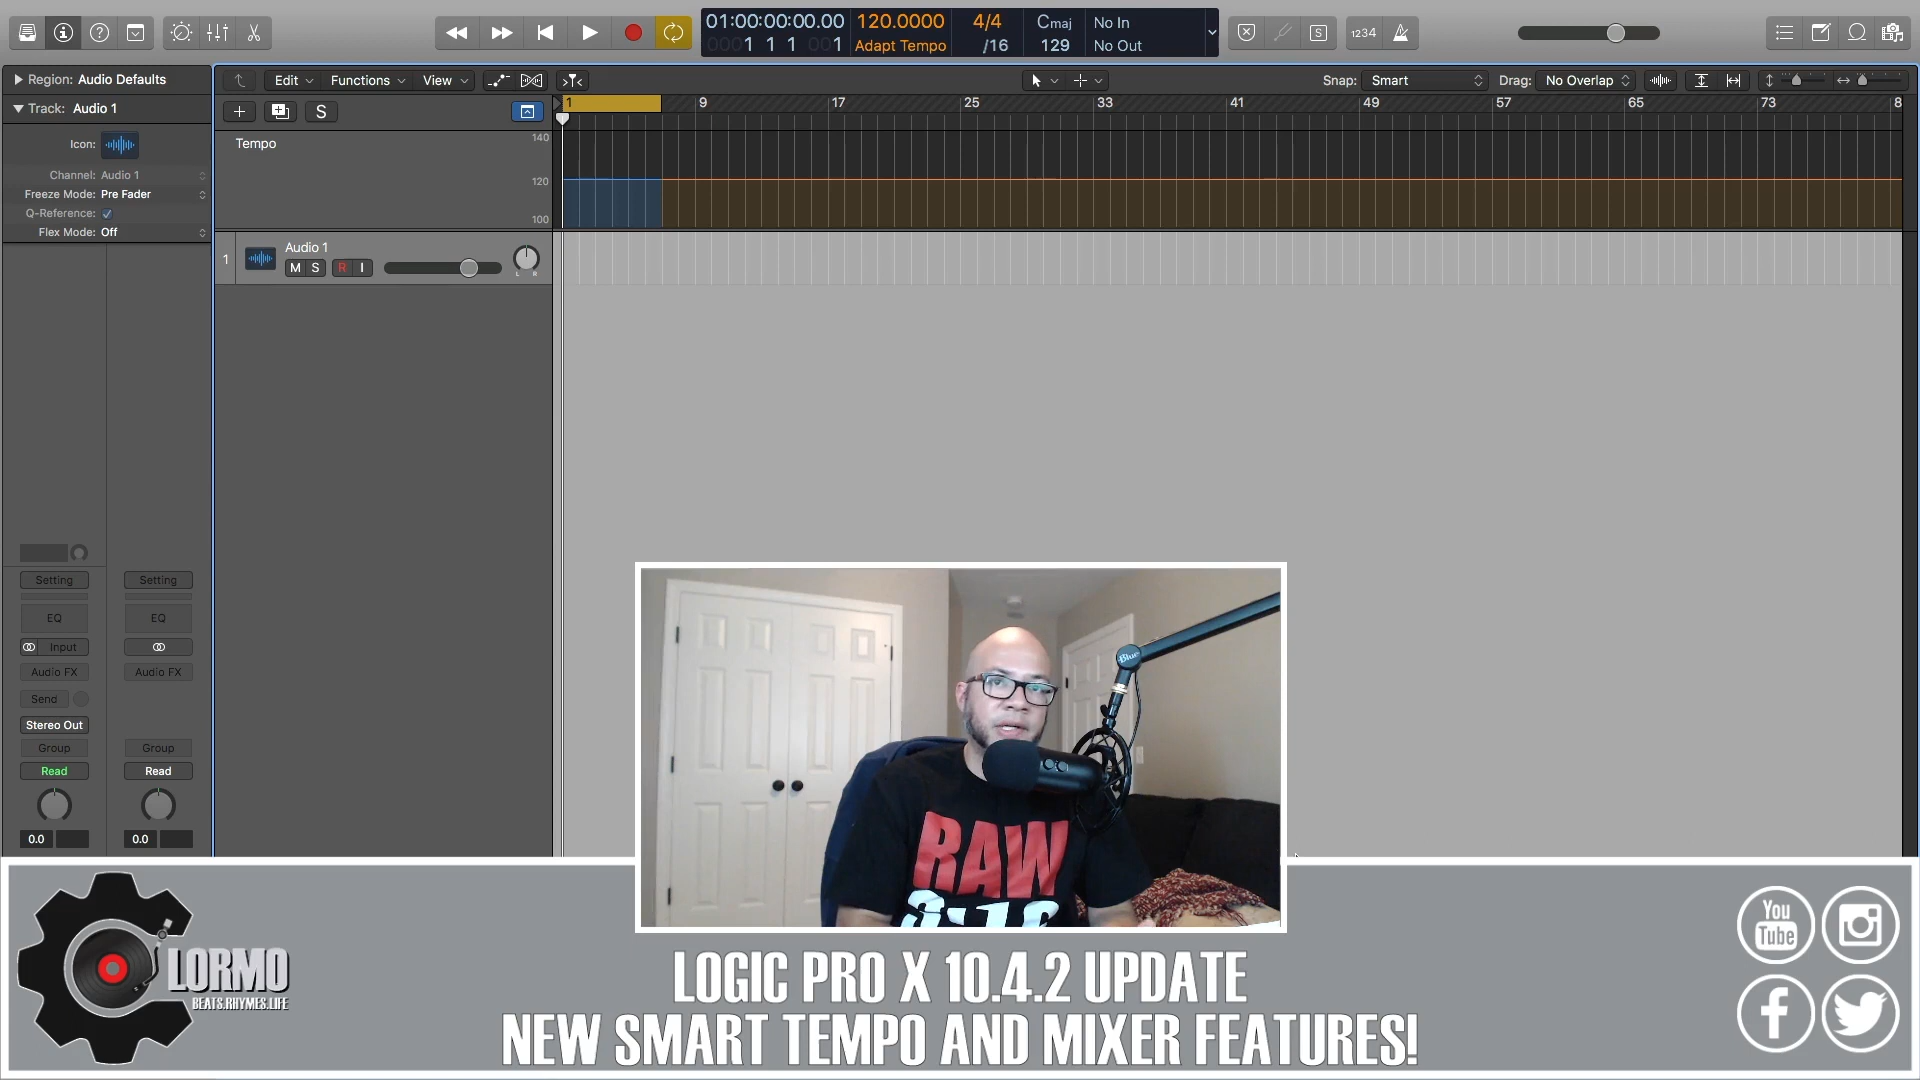 01:00:00:00.00
0001 1 1 001
120.0000
Adapt Tempo
4/4
/16
Cmaj
129
No In
No Out
S
1234
Region: Audio Defaults
Track: Audio 1
Icon:
Channel: Audio 1
Freeze Mode: Pre Fader
Q-Reference:
Flex Mode: Off
Edit
Functions
View
Snap: Smart
Drag: No Overlap
S
1
9
17
25
33
41
49
57
65
73
8
Tempo
140
120
100
1
Audio 1
M S R I
L R
Setting
Setting
EQ
EQ
Input
Audio FX
Audio FX
Send
Stereo Out
Group
Group
Read
Read
0.0
0.0
Blue
RAW
LORMO
BEATS.RHYMES.LIFE
LOGIC PRO X 10.4.2 UPDATE
NEW SMART TEMPO AND MIXER FEATURES!
You
Tube